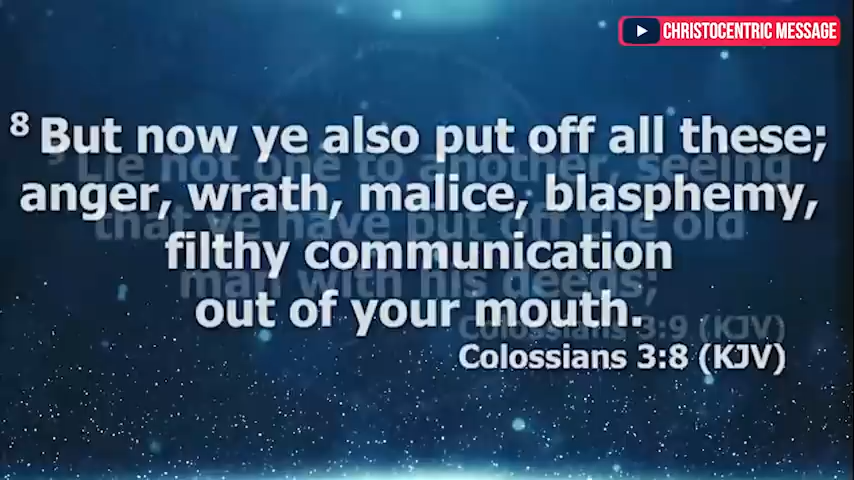 CHRISTOCENTRIC MESSAGE
8 But now ye also put off all these;
anger, wrath, malice, blasphemy,
filthy communication
out of your mouth.
Colossians 3:8 (KJV)
9 Lie not one to another, seeing
that ye have put off the old
man with his deeds;
Colossians 3:9 (KJV)